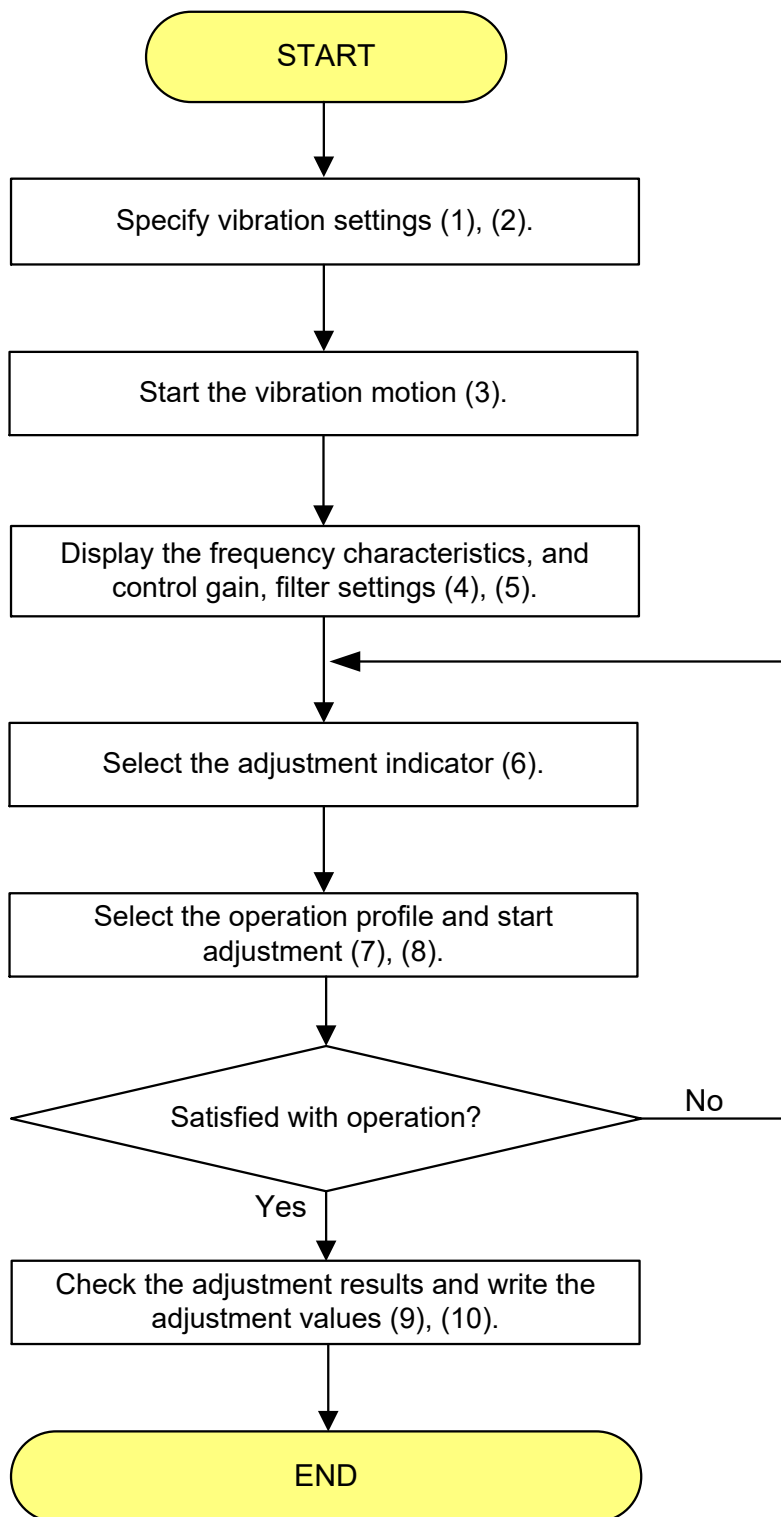 START
Specify vibration settings (1), (2).
Start the vibration motion (3).
Display the frequency characteristics, and
control gain, filter settings (4), (5).
Select the adjustment indicator (6).
Select the operation profile and start
adjustment (7), (8).
Satisfied with operation?
No
Yes
Check the adjustment results and write the
adjustment values (9), (10).
END